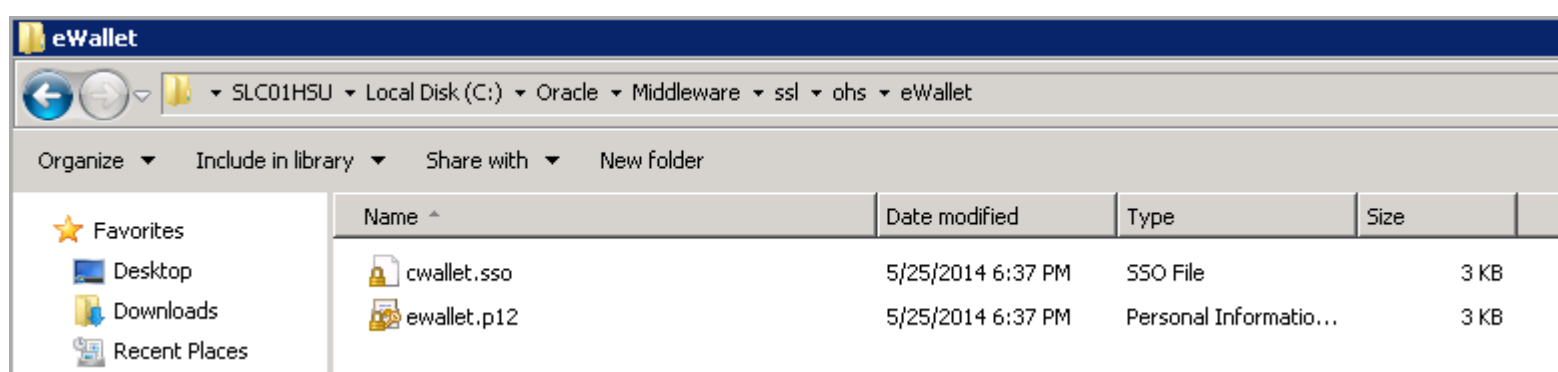 eWallet
SLC01HSU Local Disk (C:) Oracle Middleware ssl ohs eWallet
Organize Include in library Share with New folder
Favorites
Desktop
Downloads
Recent Places
Name Date modified Type Size
cwallet.sso 5/25/2014 6:37 PM SSO File 3 KB
ewallet.p12 5/25/2014 6:37 PM Personal Informatio... 3 KB